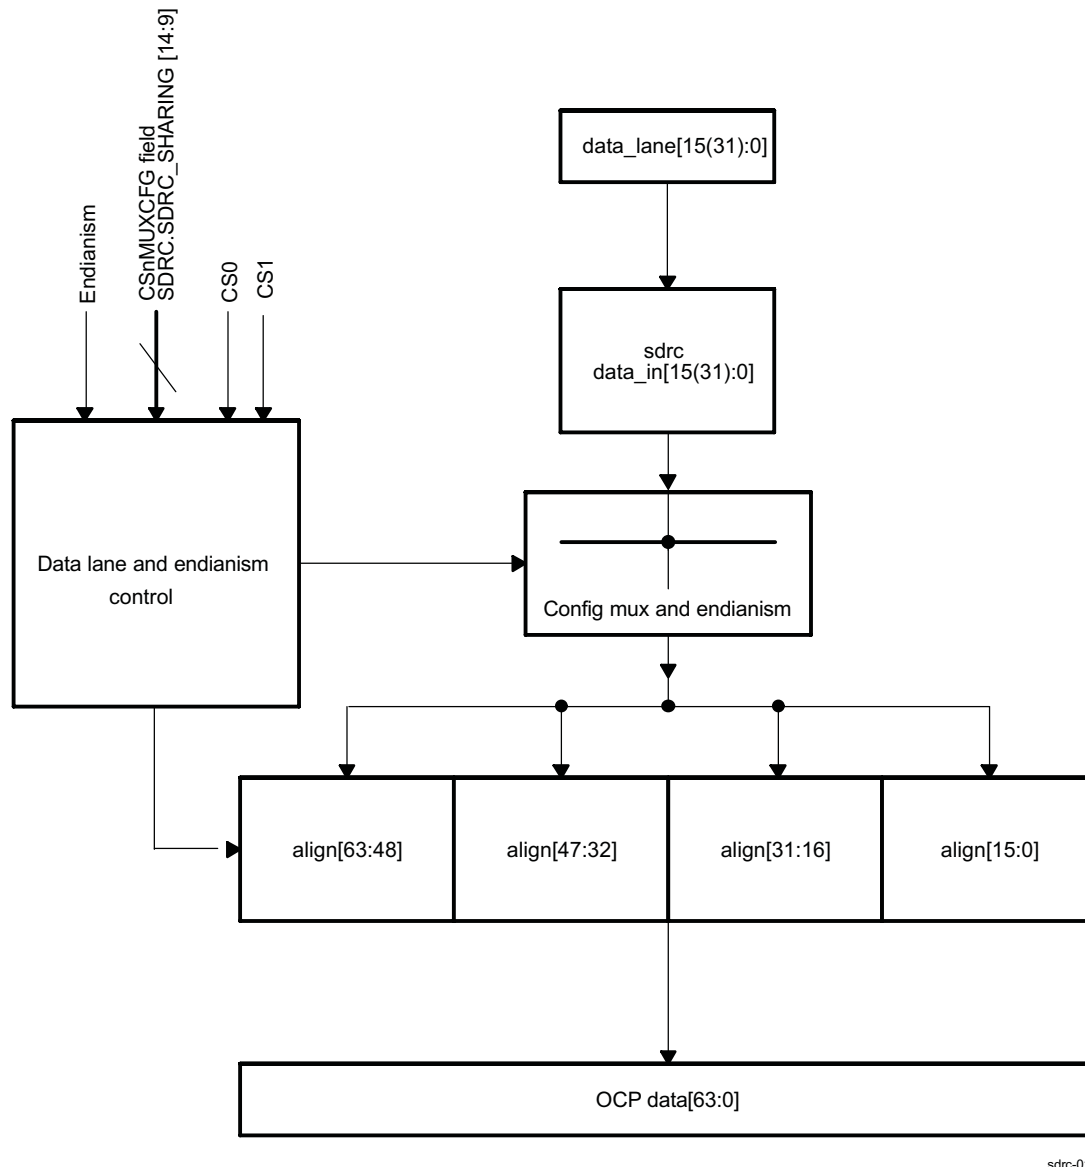 Endianism
CSnMUXCFG field
SDRC.SDRC_SHARING [14:9]
CS0
CS1
data_lane[15(31):0]
sdrc
data_in[15(31):0]
Data lane and endianism
control
Config mux and endianism
align[63:48]
align[47:32]
align[31:16]
align[15:0]
OCP data[63:0]